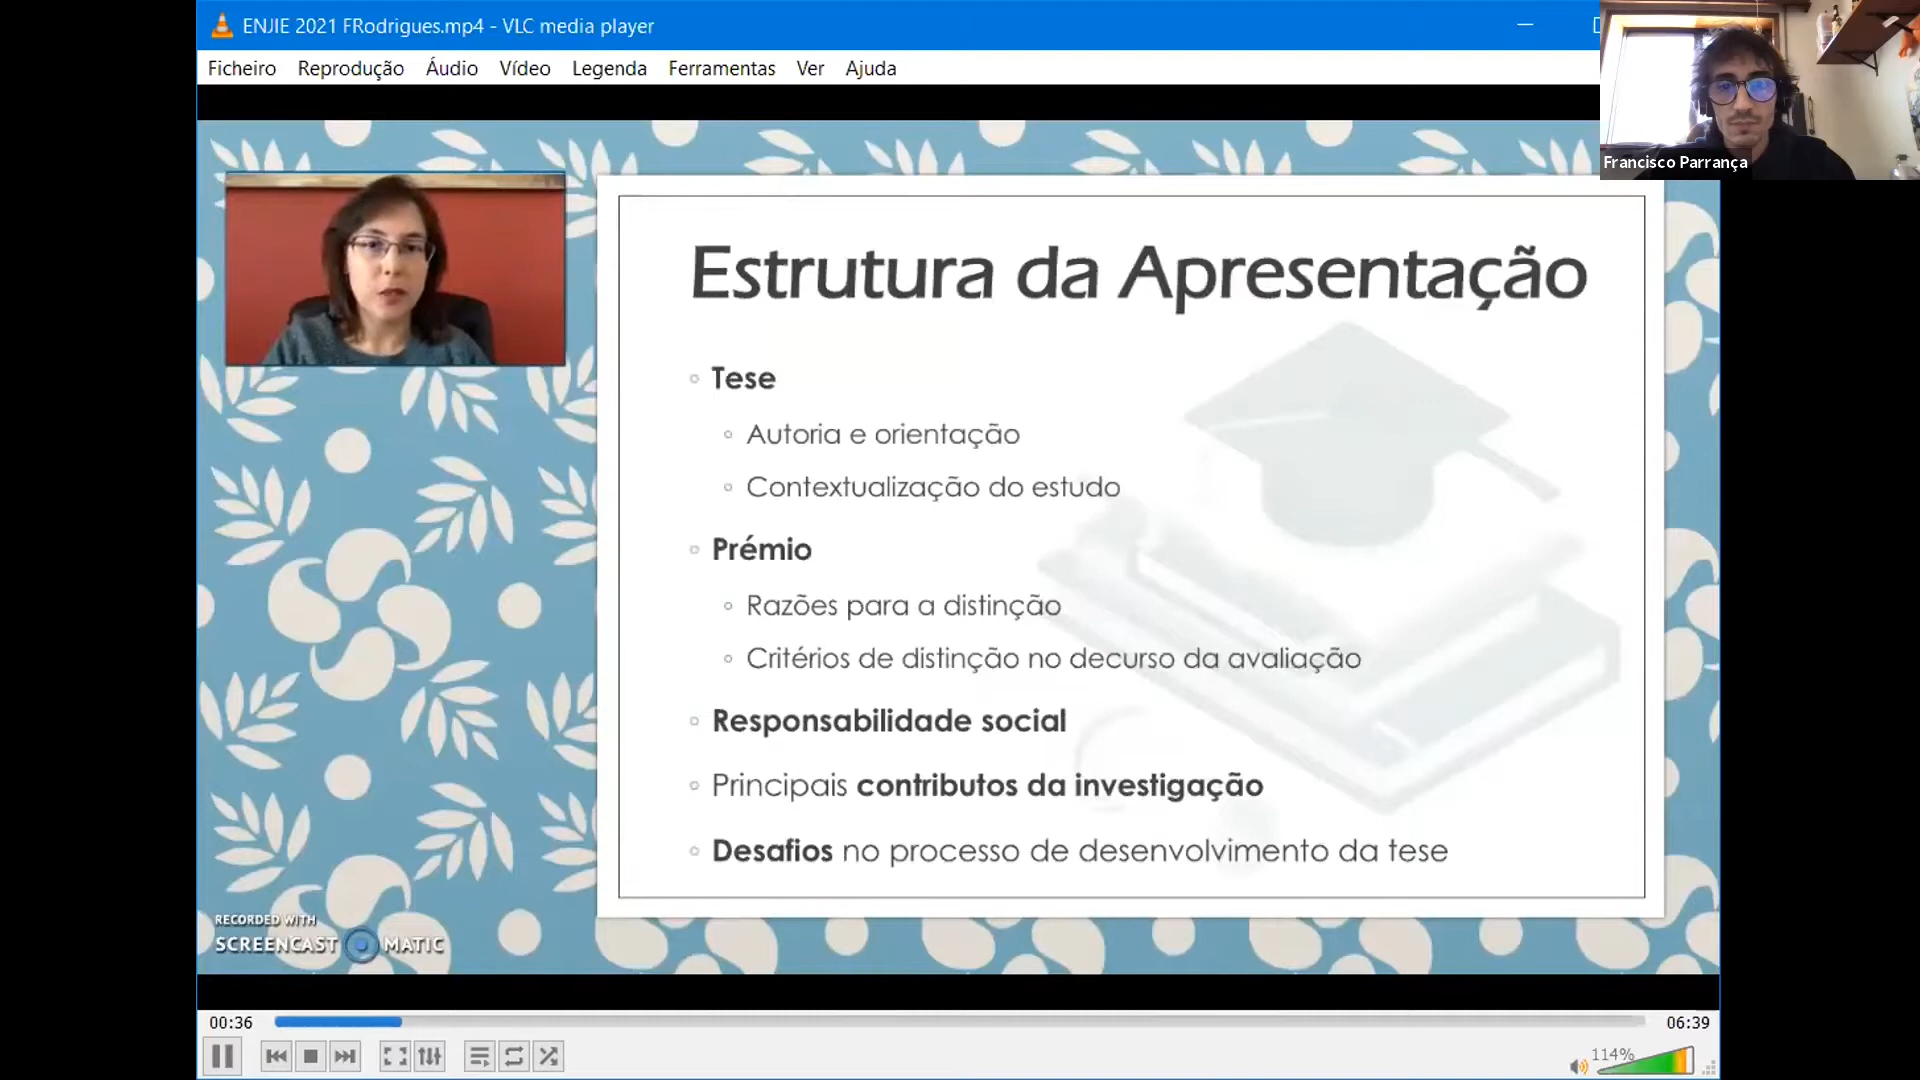 ENJIE 2021 FRodrigues.mp4 - VLC media player
Ficheiro Reprodução Áudio Vídeo Legenda Ferramentas Ver Ajuda
Francisco Parrança
Estrutura da Apresentação
Tese
Autoria e orientação
Contextualização do estudo
Prémio
Razões para a distinção
Critérios de distinção no decurso da avaliação
Responsabilidade social
Principais contributos da investigação
Desafios no processo de desenvolvimento da tese
RECORDED WITH
SCREENCAST MATIC
00:36 06:39
114%